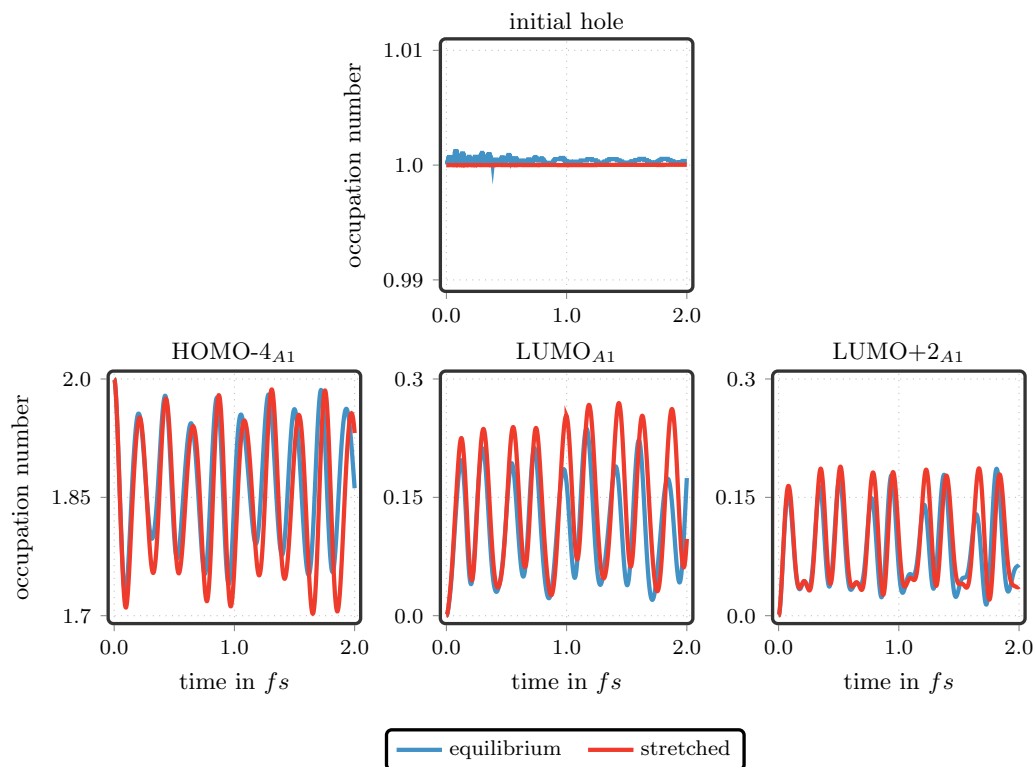 initial hole
occupation number
1.01
1.0
0.99
0.0 1.0 2.0
HOMO-4A1
LUMOA1
LUMO+2A1
occupation number
2.0
1.85
1.7
0.0 1.0 2.0
time in fs
0.3
0.15
0.0
0.0 1.0 2.0
time in fs
0.3
0.15
0.0
0.0 1.0 2.0
time in fs
equilibrium
stretched